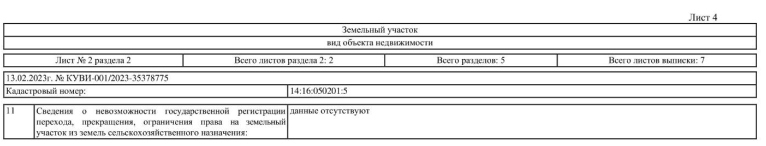 Лист 4
Земельный участок
вид объекта недвижимости
Лист № 2 раздела 2 Всего листов раздела 2: 2 Всего разделов: 5 Всего листов выписки: 7
13.02.2023г. № КУВИ-001/2023-35378775
Кадастровый номер: 14:16:050201:5
11 Сведения о невозможности государственной регистрации данные отсутствуют
перехода, прекращения, ограничения права на земельный
участок из земель сельскохозяйственного назначения: